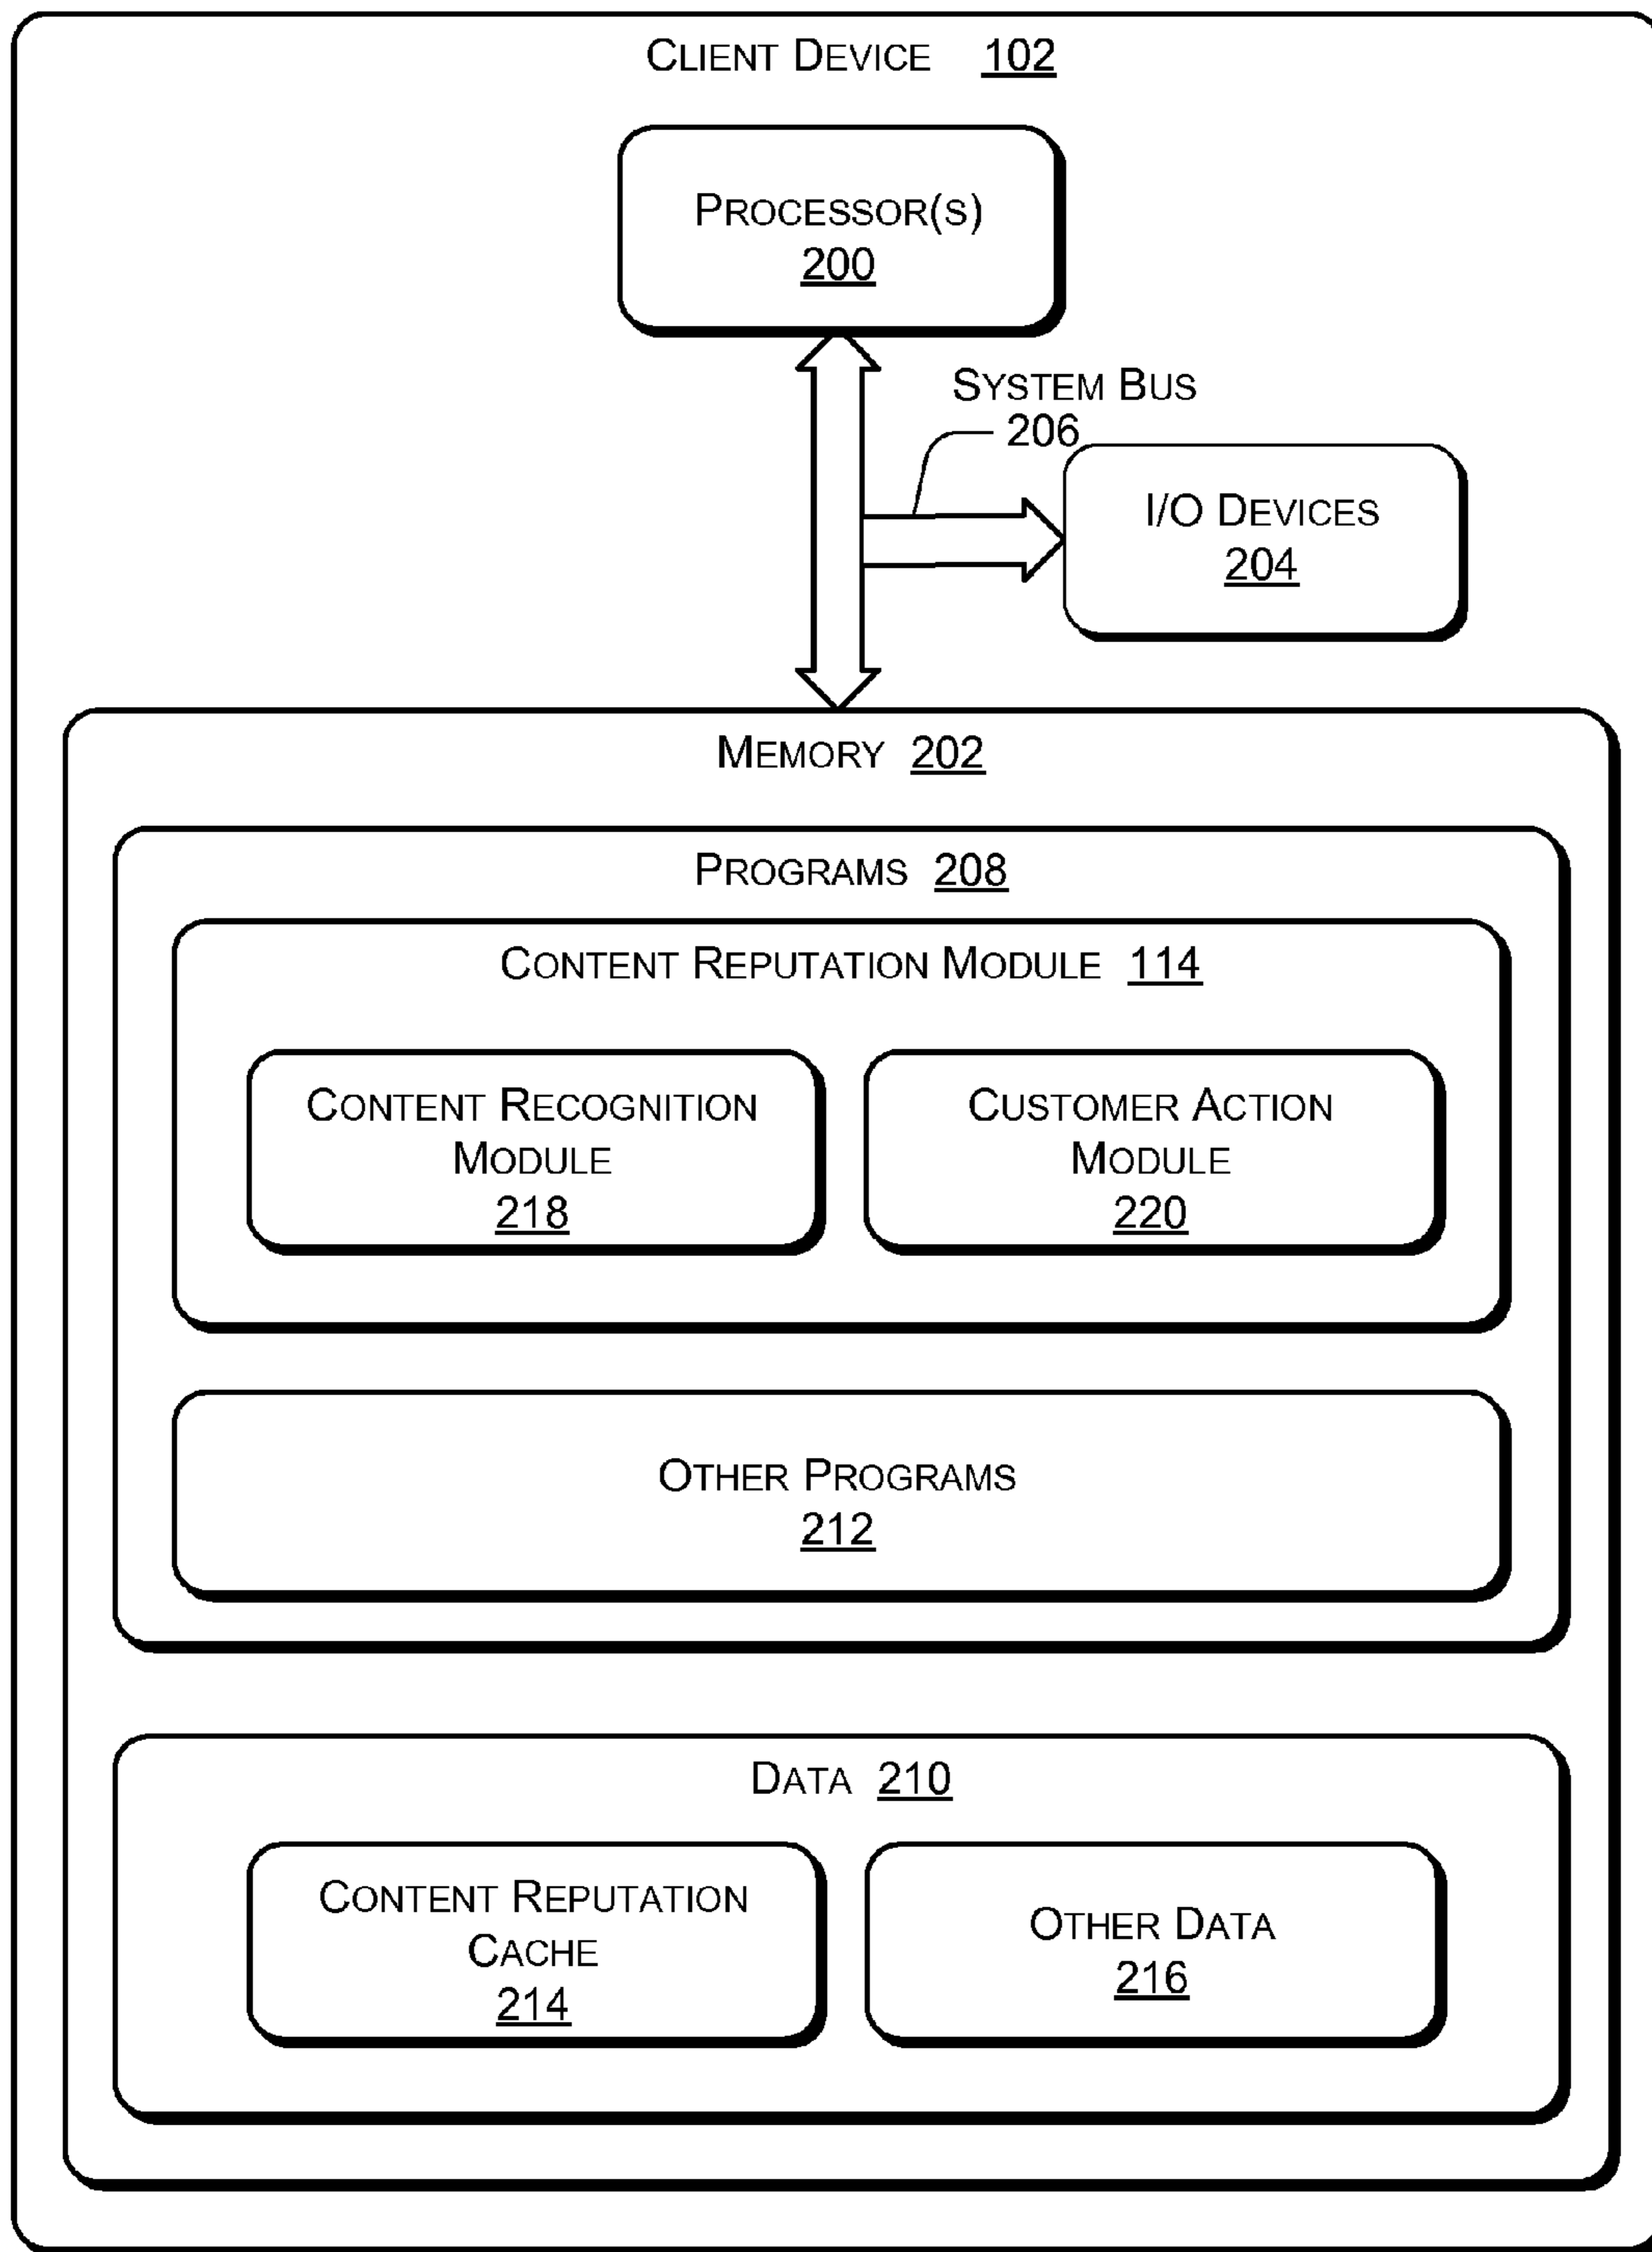 CLIENT DEVICE 102
PROCESSOR(S)
200
SYSTEM BUS
206
I/O DEVICES
204
MEMORY 202
PROGRAMS 208
CONTENT REPUTATION MODULE 114
CONTENT RECOGNITION
MODULE
218
CUSTOMER ACTION
MODULE
220
OTHER PROGRAMS
212
DATA 210
CONTENT REPUTATION
CACHE
214
OTHER DATA
216